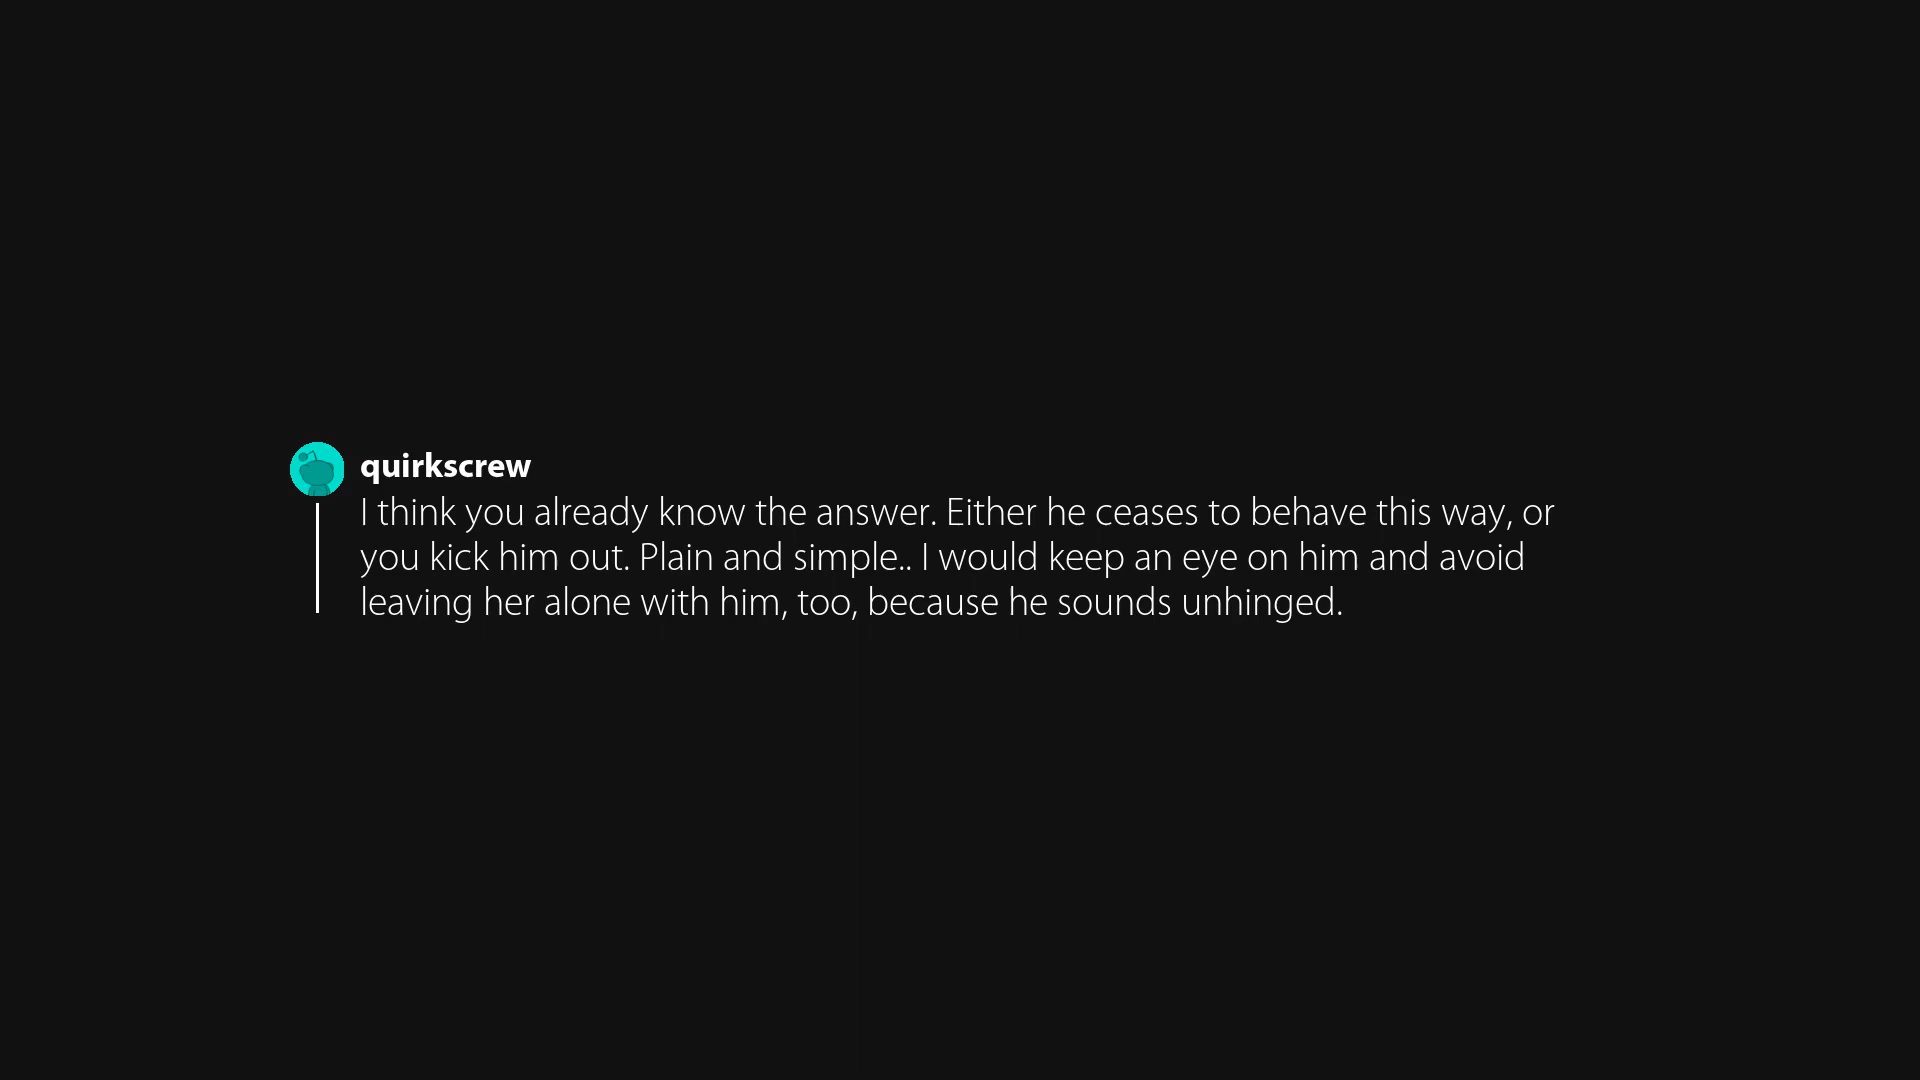 quirkscrew
I think you already know the answer. Either he ceases to behave this way, or
you kick him out. Plain and simple.. I would keep an eye on him and avoid
leaving her alone with him, too, because he sounds unhinged.